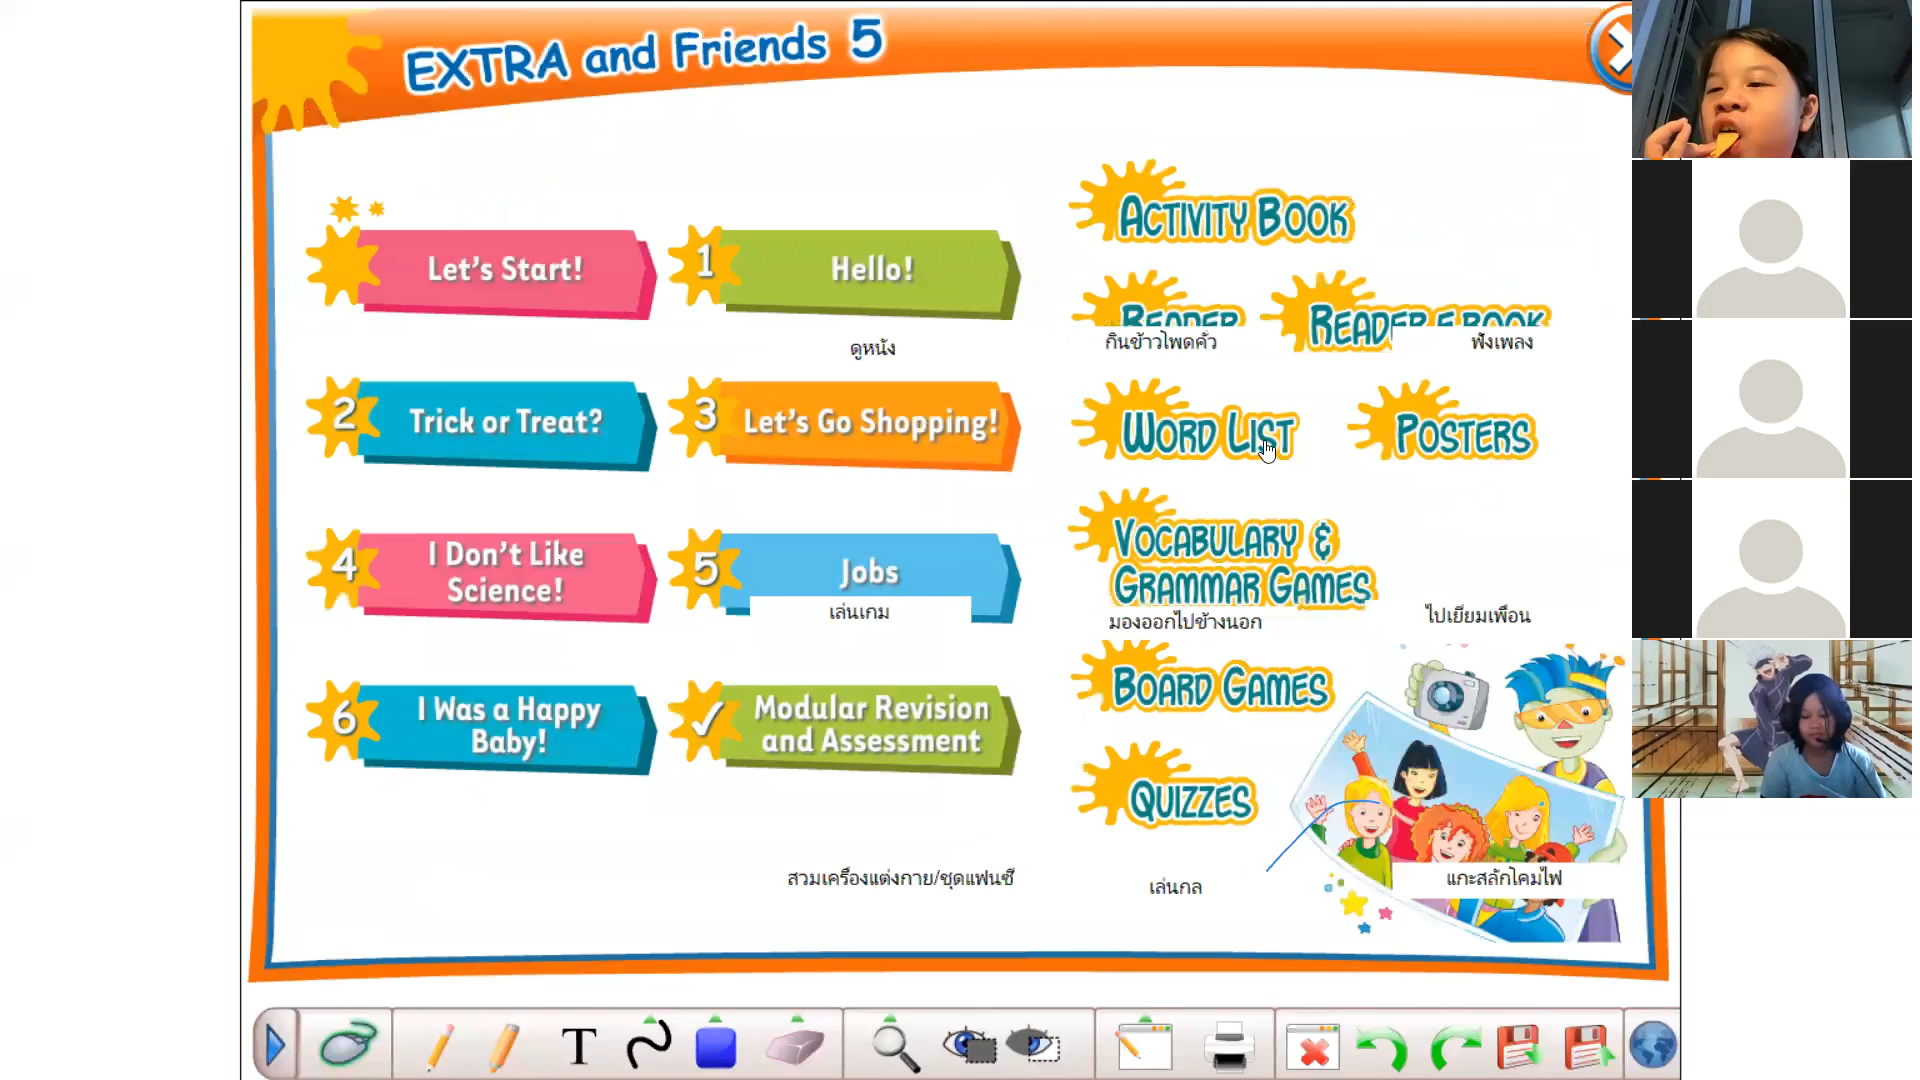 EXTRA and Friends 5
Let's Start!
1 Hello!
ดูหนัง
2 Trick or Treat?
3 Let's Go Shopping!
4 I Don't Like
Science!
5 Jobs
เล่นเกม
6 I Was a Happy
Baby!
Modular Revision
and Assessment
สวมเครื่องแต่งกาย/ชุดแฟนซี
ACTIVITY BOOK
READER
READER E-BOOK
กินข้าวโพดคั่ว
ฟังเพลง
WORD LIST
POSTERS
VOCABULARY &
GRAMMAR GAMES
มองออกไปข้างนอก
ไปเยี่ยมเพื่อน
BOARD GAMES
QUIZZES
เล่นกล
แกะสลักโคมไฟ
T